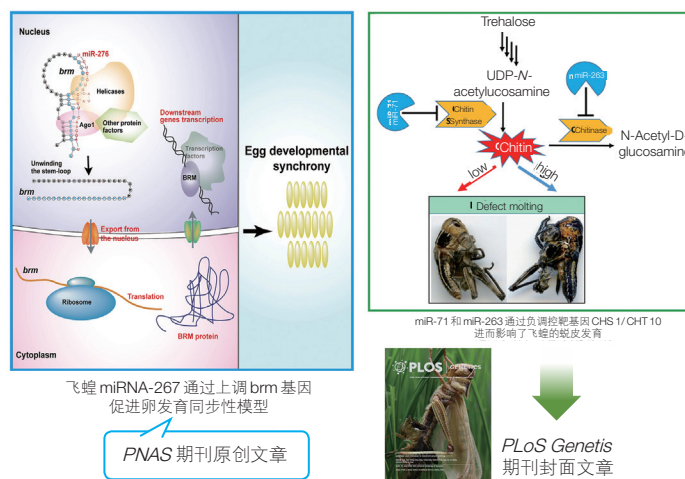 Nucleus
miR-276
brm
Helicases
Ago1
Other protein
factors
Unwinding
the stem-loop
brm
Downstream
genes transcription
Transcription
factors
BRM
Export from
the nucleus
brm
Ribosome
Translation
BRM protein
Cytoplasm
Egg developmental
synchrony
飞蝗 miRNA-267 通过上调 brm 基因
促进卵发育同步性模型
PNAS 期刊原创文章
Trehalose
UDP-N-
acetylucosamine
miR-71
Chitin
Synthase
miR-263
Chitinase
Chitin
N-Acetyl-D
glucosamine
low
high
Defect molting
miR-71 和 miR-263 通过负调控靶基因 CHS 1/ CHT 10
进而影响了飞蝗的蜕皮发育
PLOS genetics
PLoS Genetis
期刊封面文章